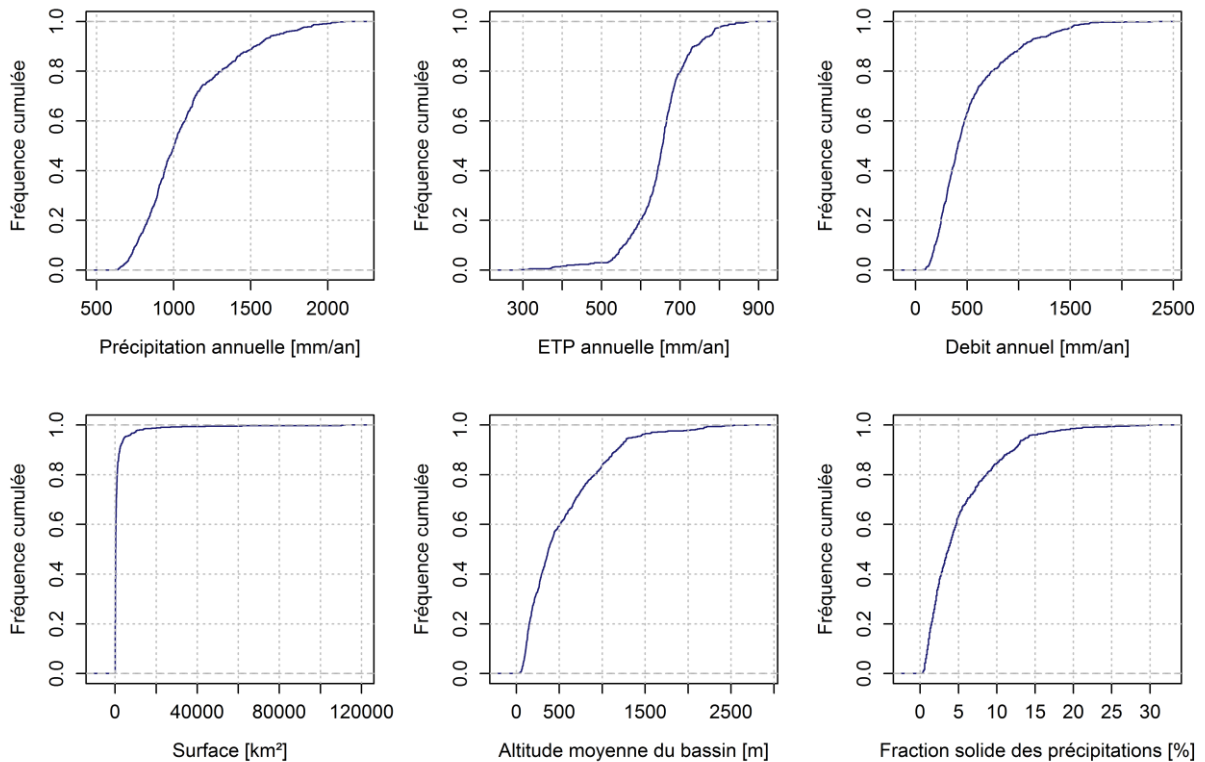 Fréquence cumulée
0.0 0.2 0.4 0.6 0.8 1.0
500 1000 1500 2000
Précipitation annuelle [mm/an]
Fréquence cumulée
0.0 0.2 0.4 0.6 0.8 1.0
300 500 700 900
ETP annuelle [mm/an]
Fréquence cumulée
0.0 0.2 0.4 0.6 0.8 1.0
0 500 1500 2500
Debit annuel [mm/an]
Fréquence cumulée
0.0 0.2 0.4 0.6 0.8 1.0
0 40000 80000 120000
Surface [km²]
Fréquence cumulée
0.0 0.2 0.4 0.6 0.8 1.0
0 500 1500 2500
Altitude moyenne du bassin [m]
Fréquence cumulée
0.0 0.2 0.4 0.6 0.8 1.0
0 5 10 15 20 25 30
Fraction solide des précipitations [%]